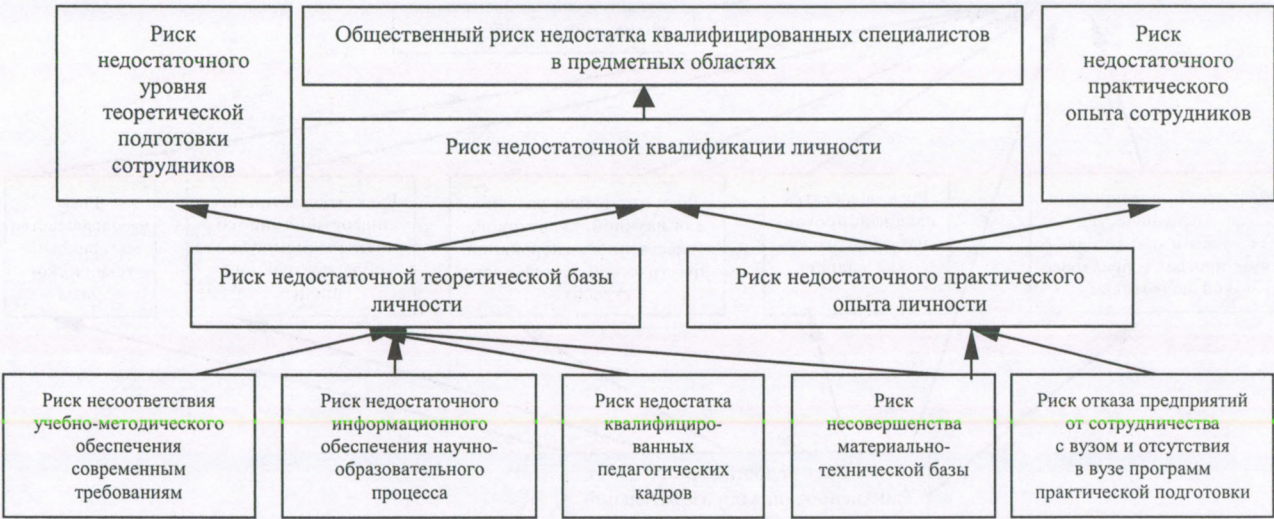 Риск
недостаточного
уровня
теоретической
подготовки
сотрудников
Общественный риск недостатка квалифицированных специалистов
в предметных областях
Риск
недостаточного
практического
опыта сотрудников
Риск недостаточной квалификации личности
Риск недостаточной теоретической базы
личности
Риск недостаточного практического
опыта личности
Риск несоответствия
учебно-методического
обеспечения
современным
требованиям
Риск недостаточного
информационного
обеспечения научно-
образовательного
процесса
Риск недостатка
квалифициро-
ванных
педагогических
кадров
Риск
несовершенства
материально-
технической базы
Риск отказа предприятий
от сотрудничества
с вузом и отсутствия
в вузе программ
практической подготовки